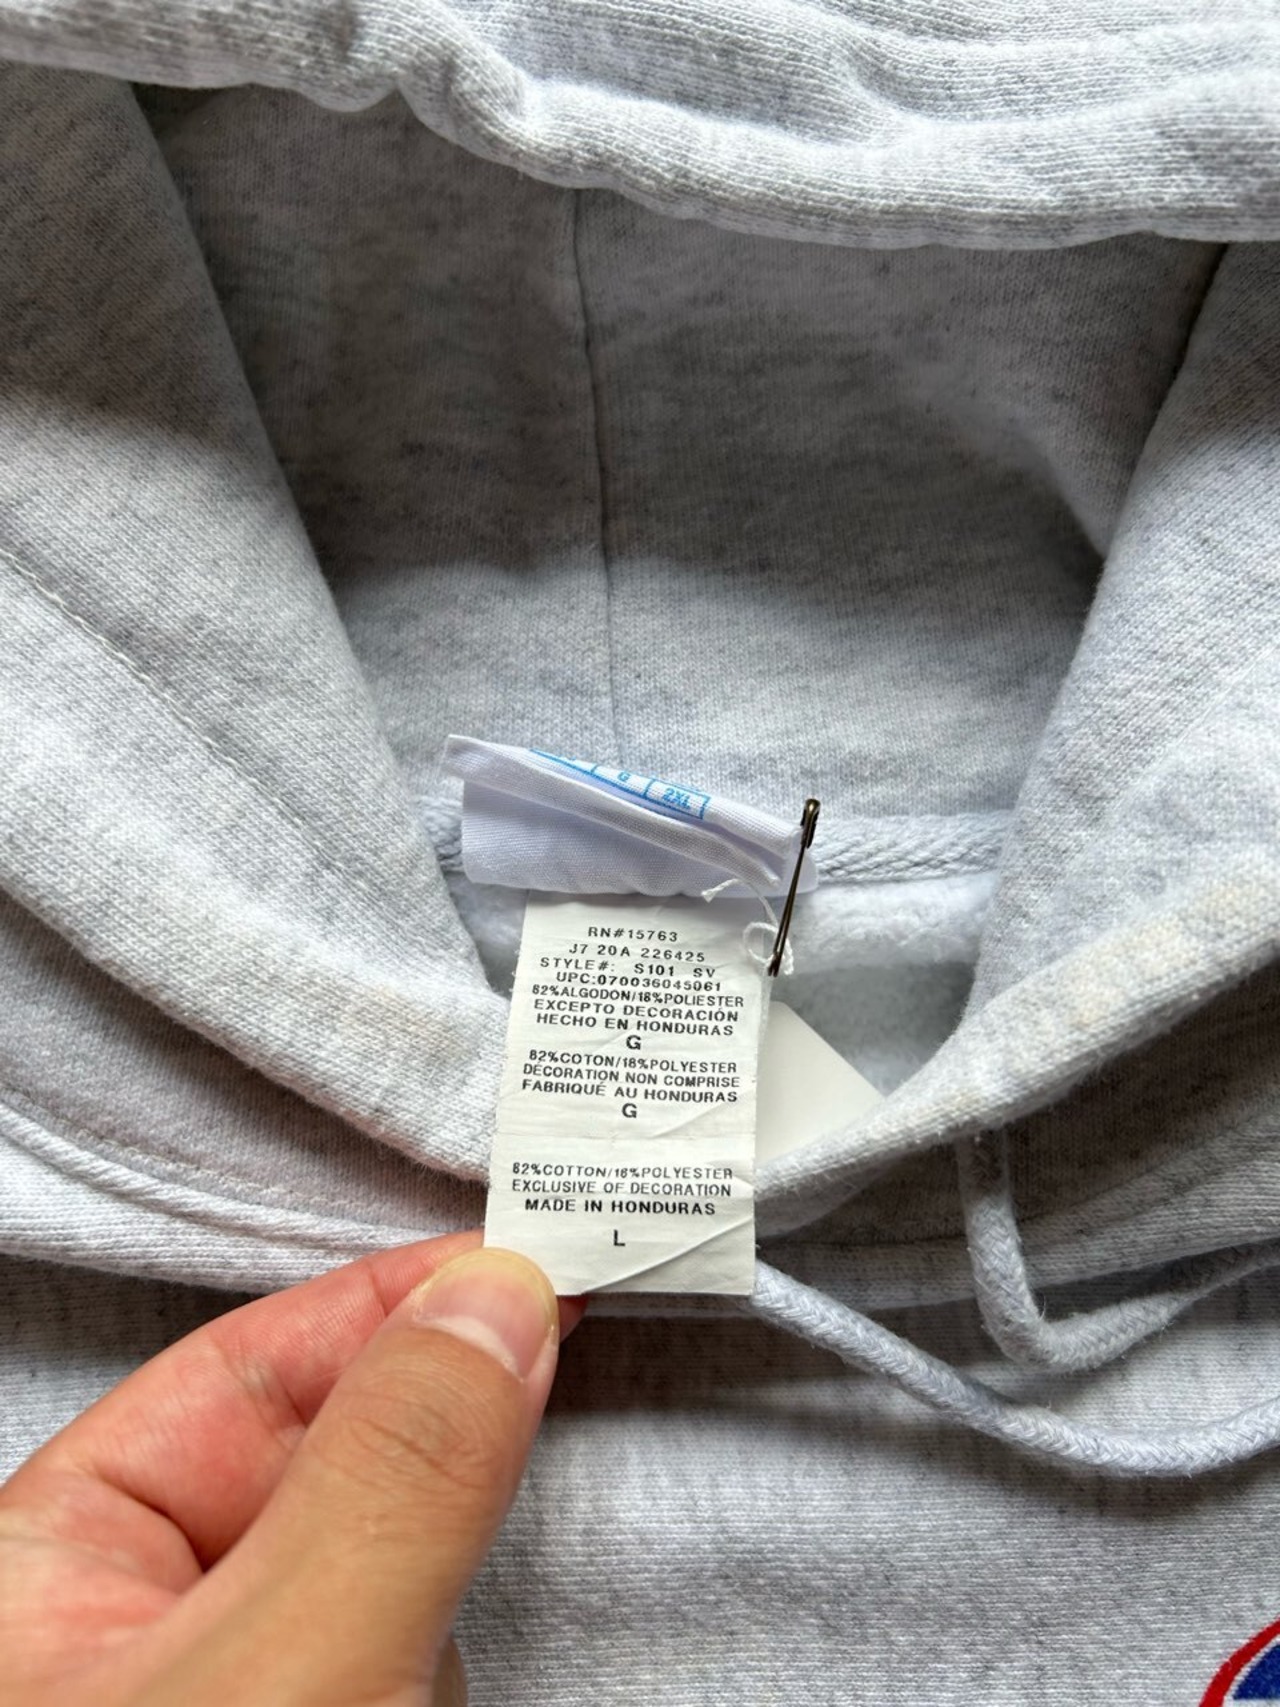 G
2XL
RN#15763
J7 20A 226425
STYLE#: S101 SV
UPC:070036045061
82%ALGODON/18%POLIESTER
EXCEPTO DECORACIÓN
HECHO EN HONDURAS
G
82%COTON/18%POLYESTER
DÉCORATION NON COMPRISE
FABRIQUÉ AU HONDURAS
G
82%COTTON/18%POLYESTER
EXCLUSIVE OF DECORATION
MADE IN HONDURAS
L